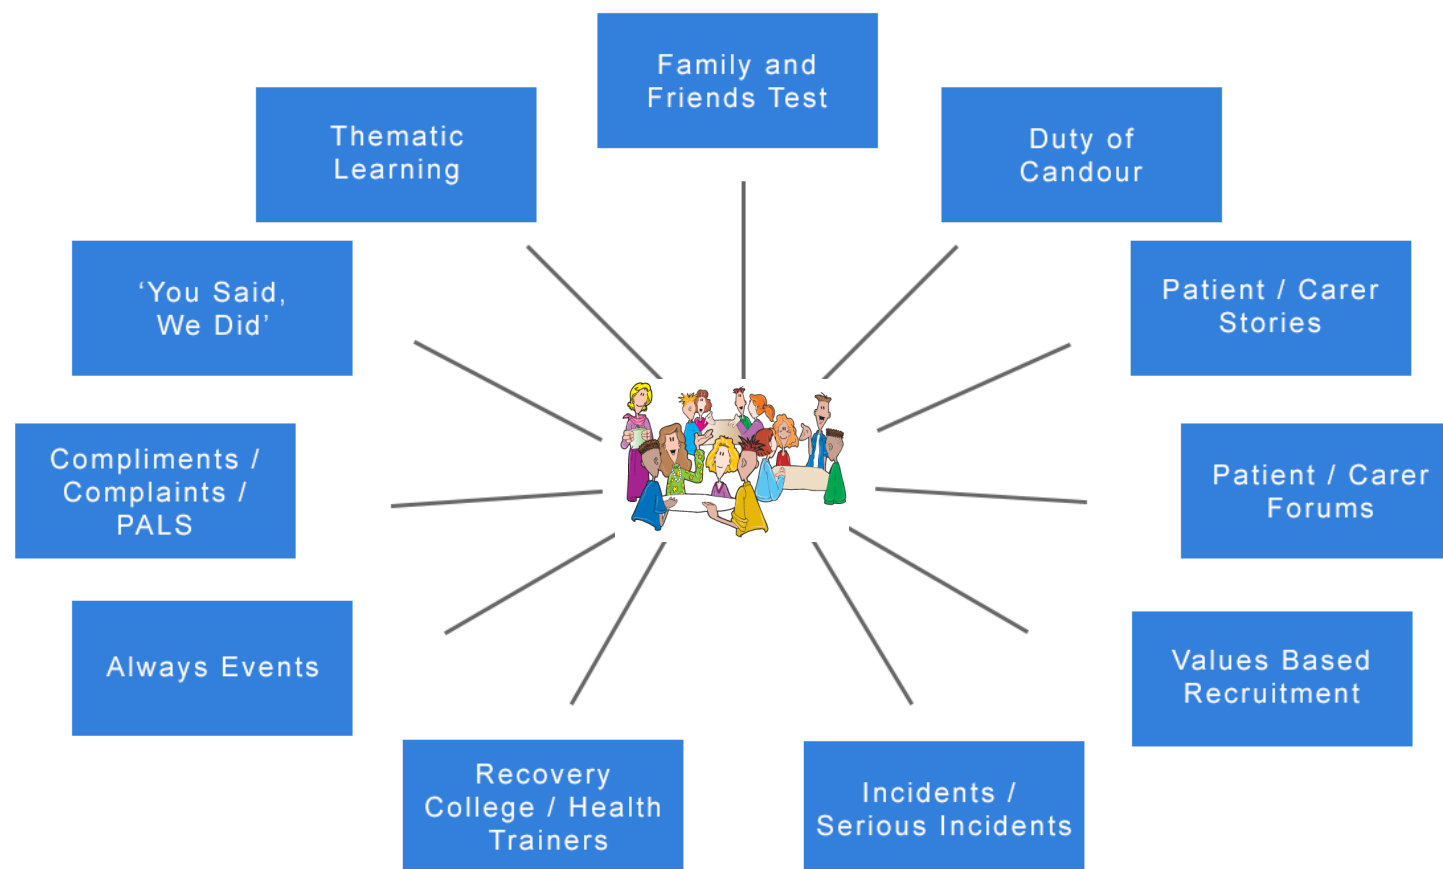 Family and
Friends Test
Thematic
Learning
Duty of
Candour
‘You Said,
We Did’
Patient / Carer
Stories
Compliments /
Complaints /
PALS
Patient / Carer
Forums
Always Events
Values Based
Recruitment
Recovery
College / Health
Trainers
Incidents /
Serious Incidents